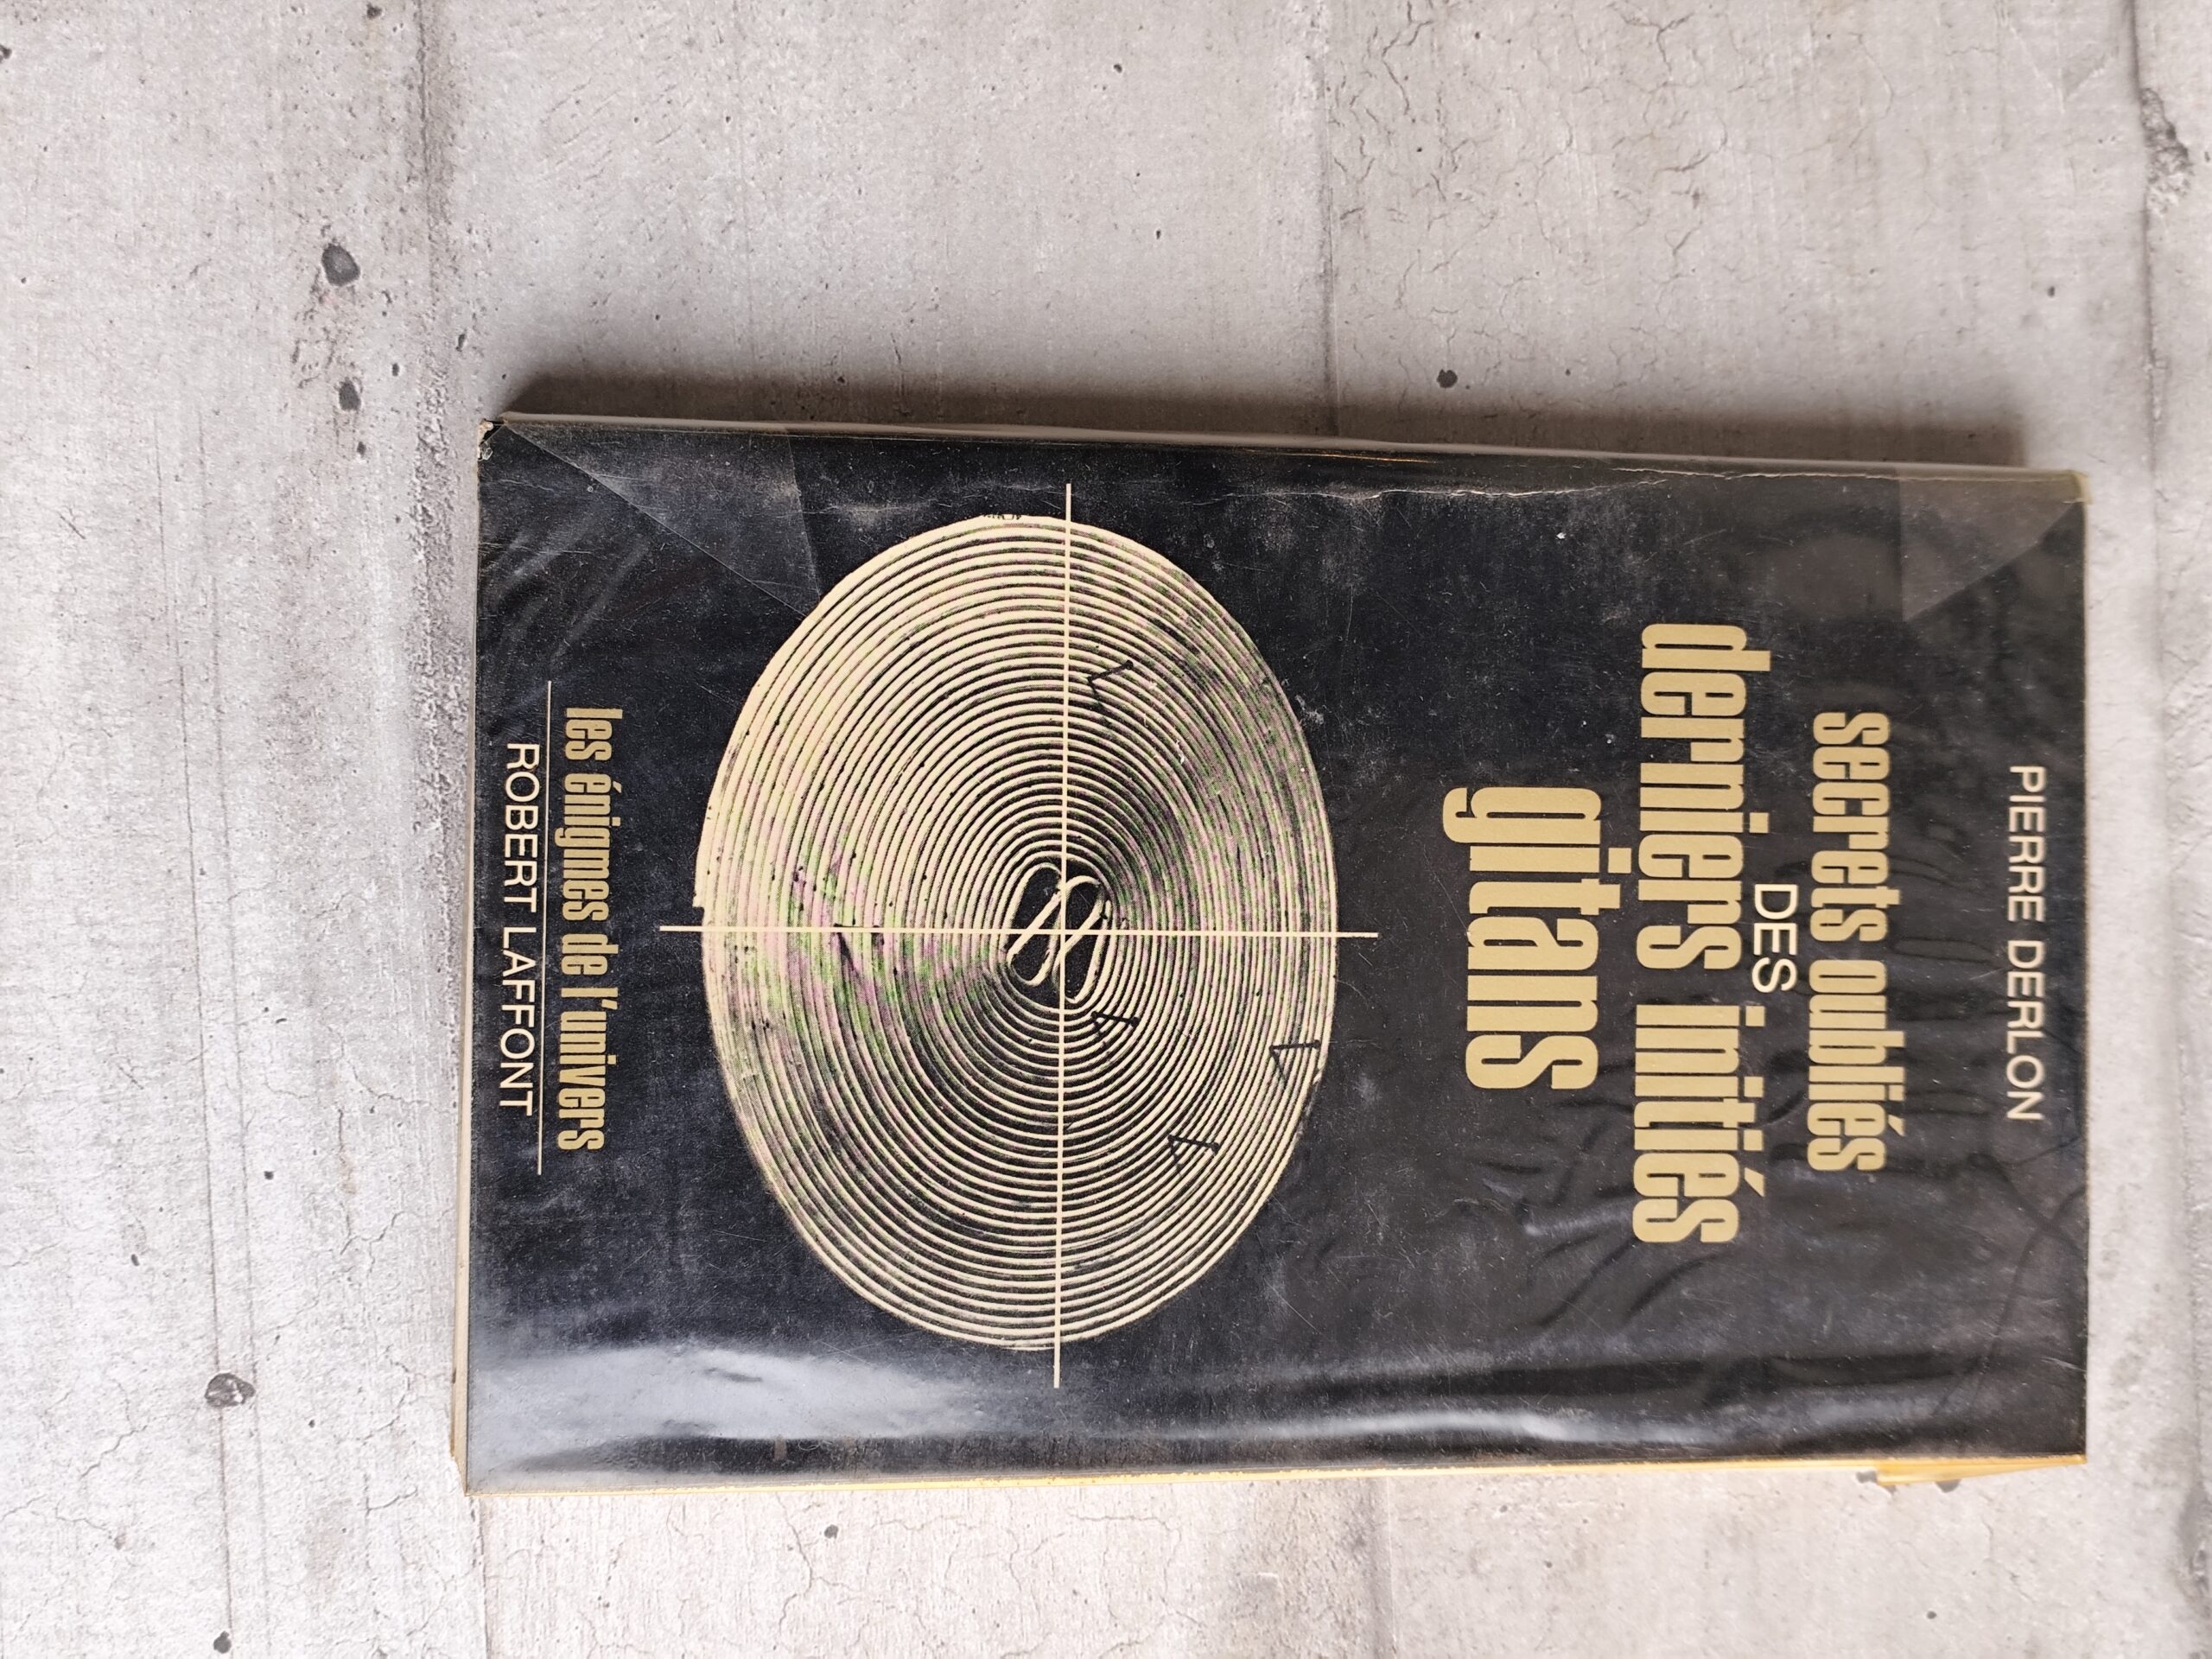 PIERRE DERLON
secrets oubliés
DES
derniers initiés
gitans
les énigmes de l'univers
ROBERT LAFFONT